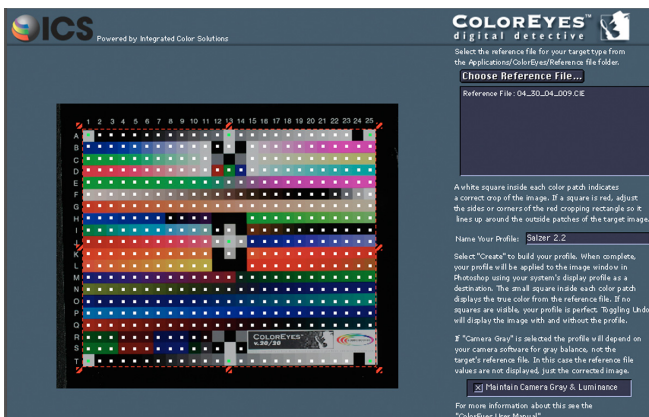 ICS Powered by Integrated Color Solutions
COLOREYES™
digital detective
Select the reference file for your target type from
the Applications/ColorEyes/Reference file folder.
Choose Reference File...
Reference File: 04_30_04_009.CIE
1 2 3 4 5 6 7 8 9 10 11 12 13 14 15 16 17 18 19 20 21 22 23 24 25
A
B
C
D
E
F
G
H
I
J
K
L
M
N
O
P
Q
R
S
T
COLOREYES™
v.20/20
A white square inside each color patch indicates
a correct crop of the image. If a square is red, adjust
the sides or corners of the red cropping rectangle so it
lines up around the outside patches of the target image.
Name Your Profile: Salzer 2.2
Select "Create" to build your profile. When complete,
your profile will be applied to the image window in
Photoshop using your system's display profile as a
destination. The small square inside each color patch
displays the true color from the reference file. If no
squares are visible, your profile is perfect. Toggling Undo
will display the image with and without the profile.
If "Camera Gray" is selected the profile will depend on
your camera software for gray balance, not the
target's reference file. In this case the reference file
values are not displayed, just the corrected image.
Maintain Camera Gray & Luminance
For more information about this see the
"ColorEyes User Manual"